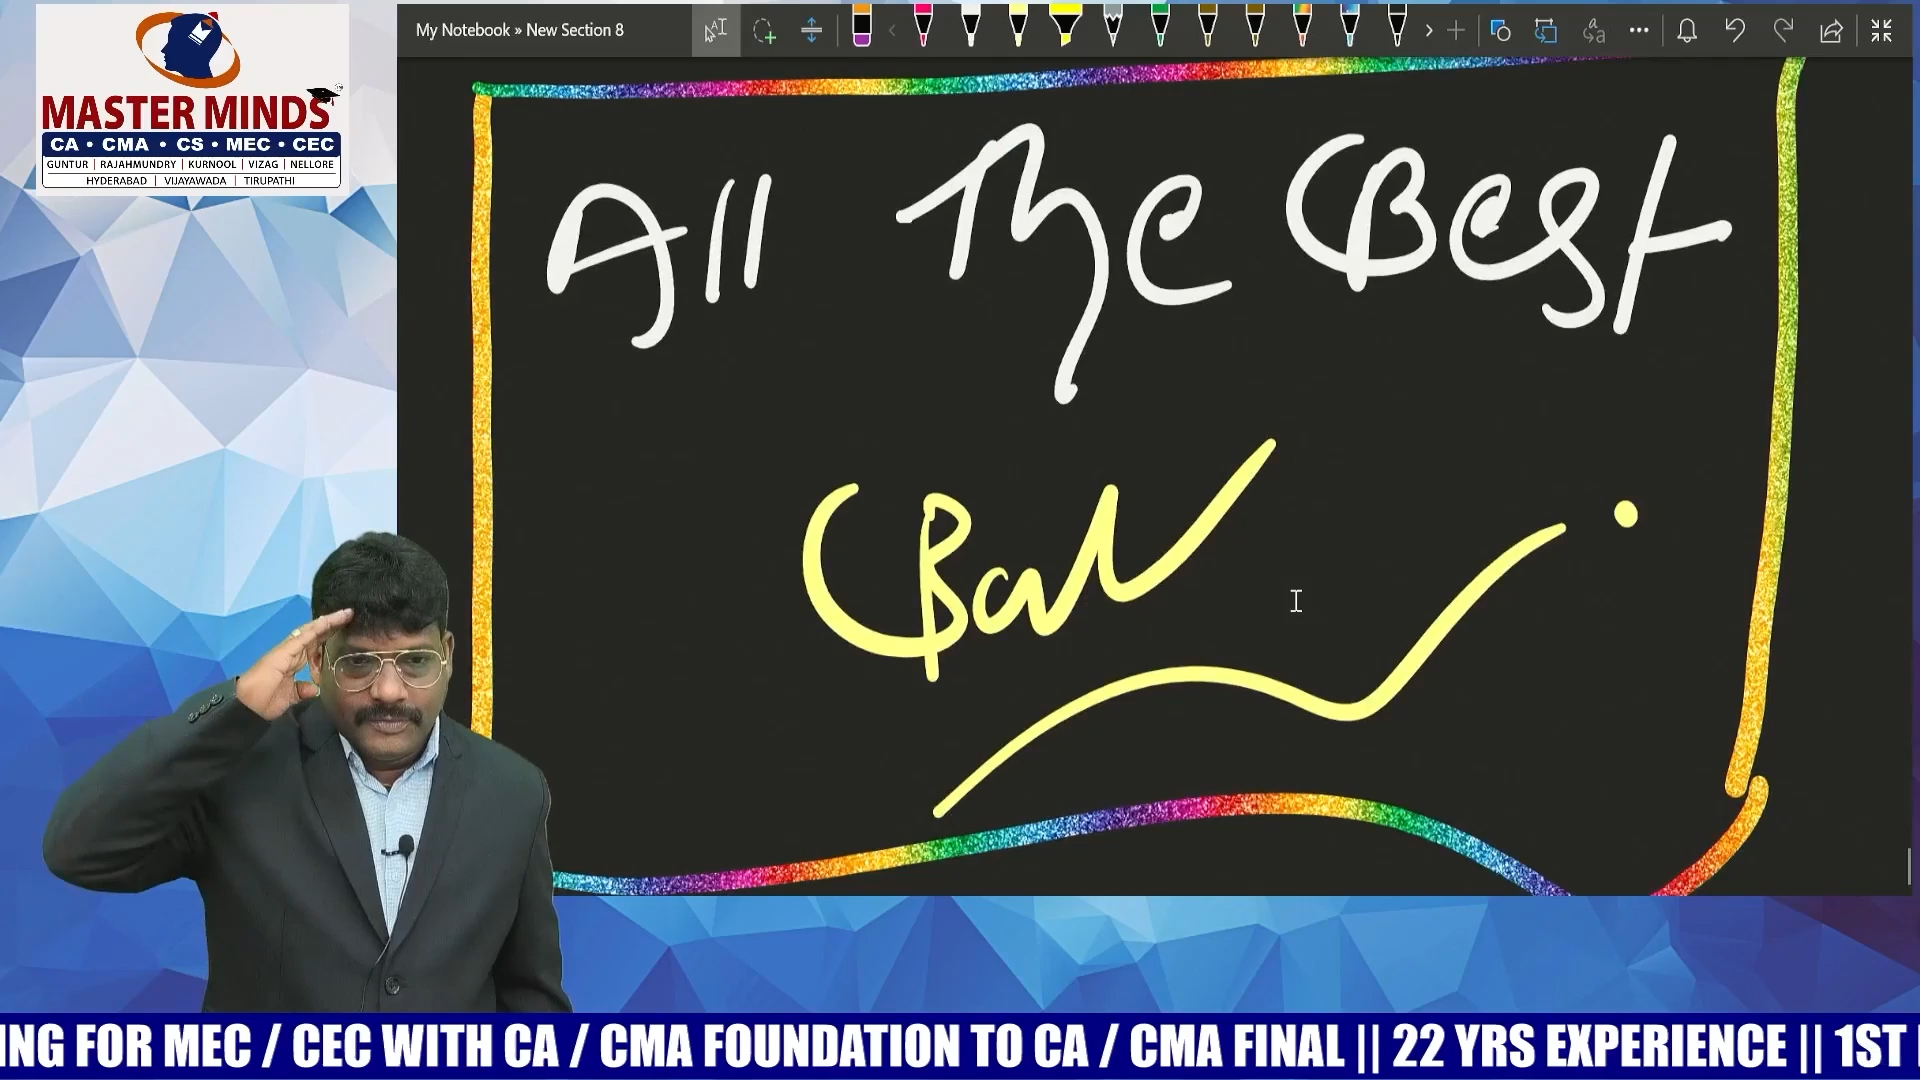 My Notebook » New Section 8
MASTER MINDS
CA • CMA • CS • MEC • CEC
GUNTUR | RAJAHMUNDRY | KURNOOL | VIZAG | NELLORE
HYDERABAD | VIJAYAWADA | TIRUPATHI
All The Best
ING FOR MEC / CEC WITH CA / CMA FOUNDATION TO CA / CMA FINAL || 22 YRS EXPERIENCE || 1ST